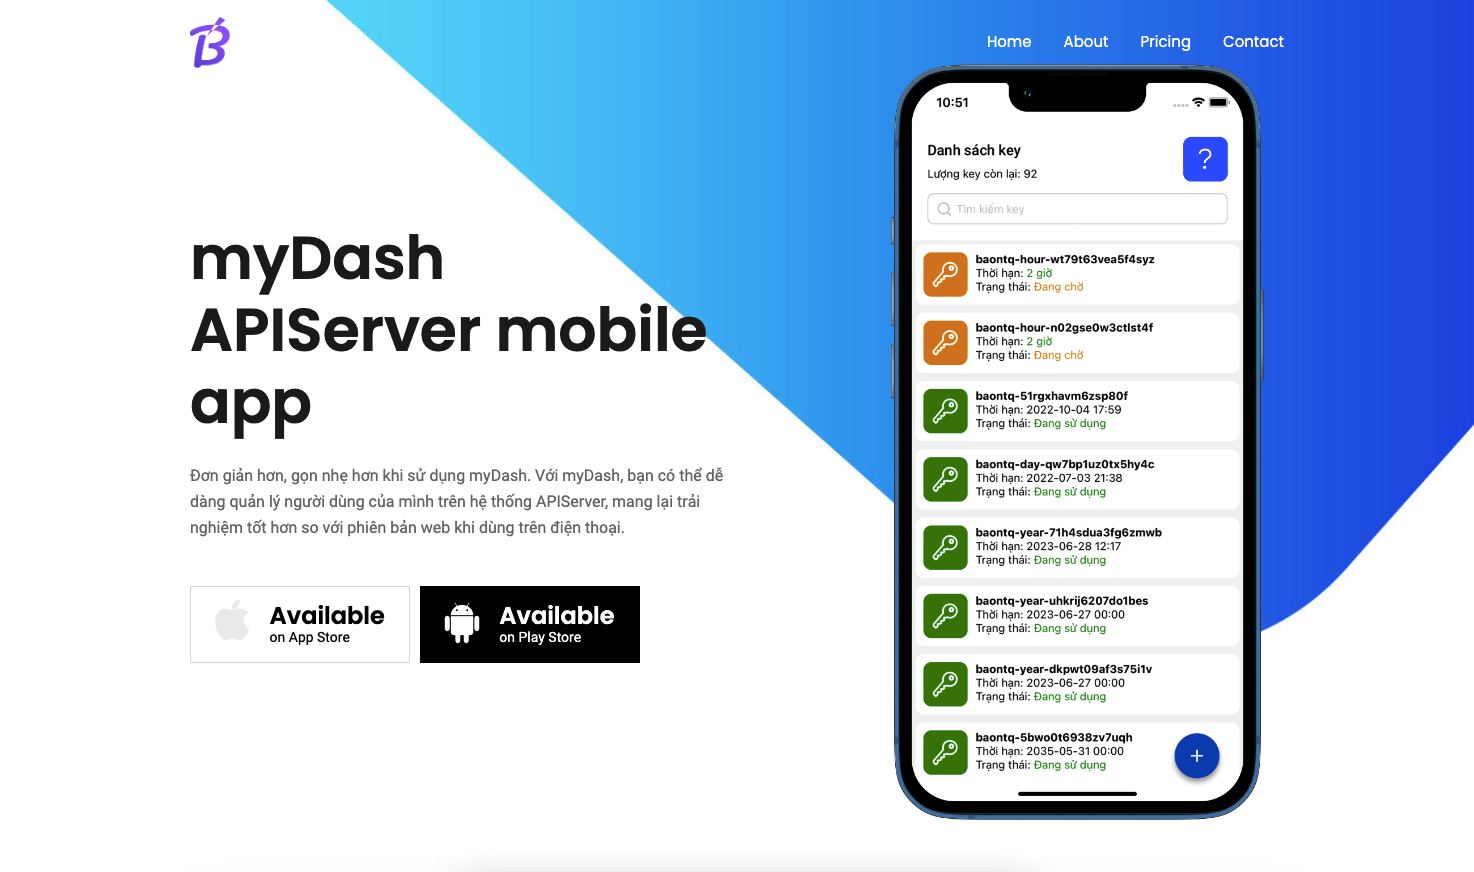 Home About Pricing Contact
myDash
APIServer mobile
app
Đơn giản hơn, gọn nhẹ hơn khi sử dụng myDash. Với myDash, bạn có thể dễ
dàng quản lý người dùng của mình trên hệ thống APIServer, mang lại trải
nghiệm tốt hơn so với phiên bản web khi dùng trên điện thoại.
Available
on App Store
Available
on Play Store
10:51
Danh sách key
?
Lượng key còn lại: 92
Tìm kiếm key
baontq-hour-wt79t63vea5f4syz
Thời hạn: 2 giờ
Trạng thái: Đang chờ
baontq-hour-n02gse0w3ctlst4f
Thời hạn: 2 giờ
Trạng thái: Đang chờ
baontq-51rgxhavm6zsp80f
Thời hạn: 2022-10-04 17:59
Trạng thái: Đang sử dụng
baontq-day-qw7bp1uz0tx5hy4c
Thời hạn: 2022-07-03 21:38
Trạng thái: Đang sử dụng
baontq-year-71h4sdua3fg6zmwb
Thời hạn: 2023-06-28 12:17
Trạng thái: Đang sử dụng
baontq-year-uhkrij6207do1bes
Thời hạn: 2023-06-27 00:00
Trạng thái: Đang sử dụng
baontq-year-dkpwt09af3s75i1v
Thời hạn: 2023-06-27 00:00
Trạng thái: Đang sử dụng
baontq-5bwo0t6938zv7uqh
Thời hạn: 2035-05-31 00:00
Trạng thái: Đang sử dụng
+